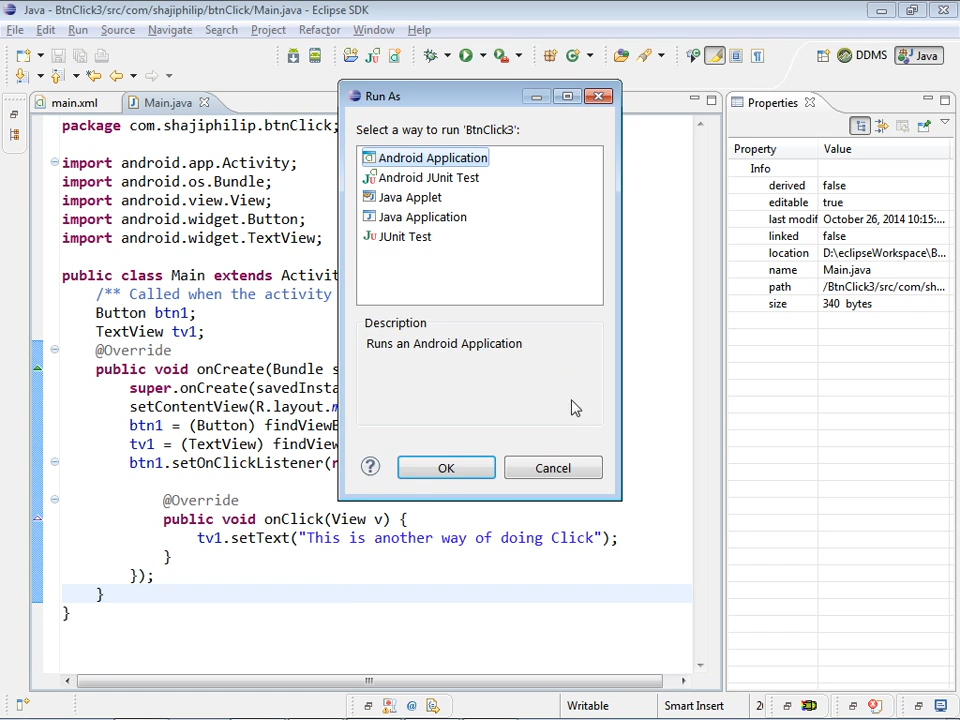 Java - BtnClick3/src/com/shajiphilip/btnClick/Main.java - Eclipse SDK
File Edit Run Source Navigate Search Project Refactor Window Help
DDMS Java
main.xml Main.java
package com.shajiphilip.btnClick;
import android.app.Activity;
import android.os.Bundle;
import android.view.View;
import android.widget.Button;
import android.widget.TextView;
public class Main extends Activit
/** Called when the activity
Button btn1;
TextView tv1;
@Override
public void onCreate(Bundle s
super.onCreate(savedInsta
setContentView(R.layout.m
btn1 = (Button) findViewB
tv1 = (TextView) findView
btn1.setOnClickListener(n
@Override
public void onClick(View v) {
tv1.setText("This is another way of doing Click");
}
});
}
}
Run As
Select a way to run 'BtnClick3':
Android Application
Android JUnit Test
Java Applet
Java Application
JUnit Test
Description
Runs an Android Application
OK Cancel
Properties
Property Value
Info
derived false
editable true
last modif October 26, 2014 10:15:...
linked false
location D:\eclipseWorkspace\B...
name Main.java
path /BtnClick3/src/com/sh...
size 340 bytes
Writable Smart Insert